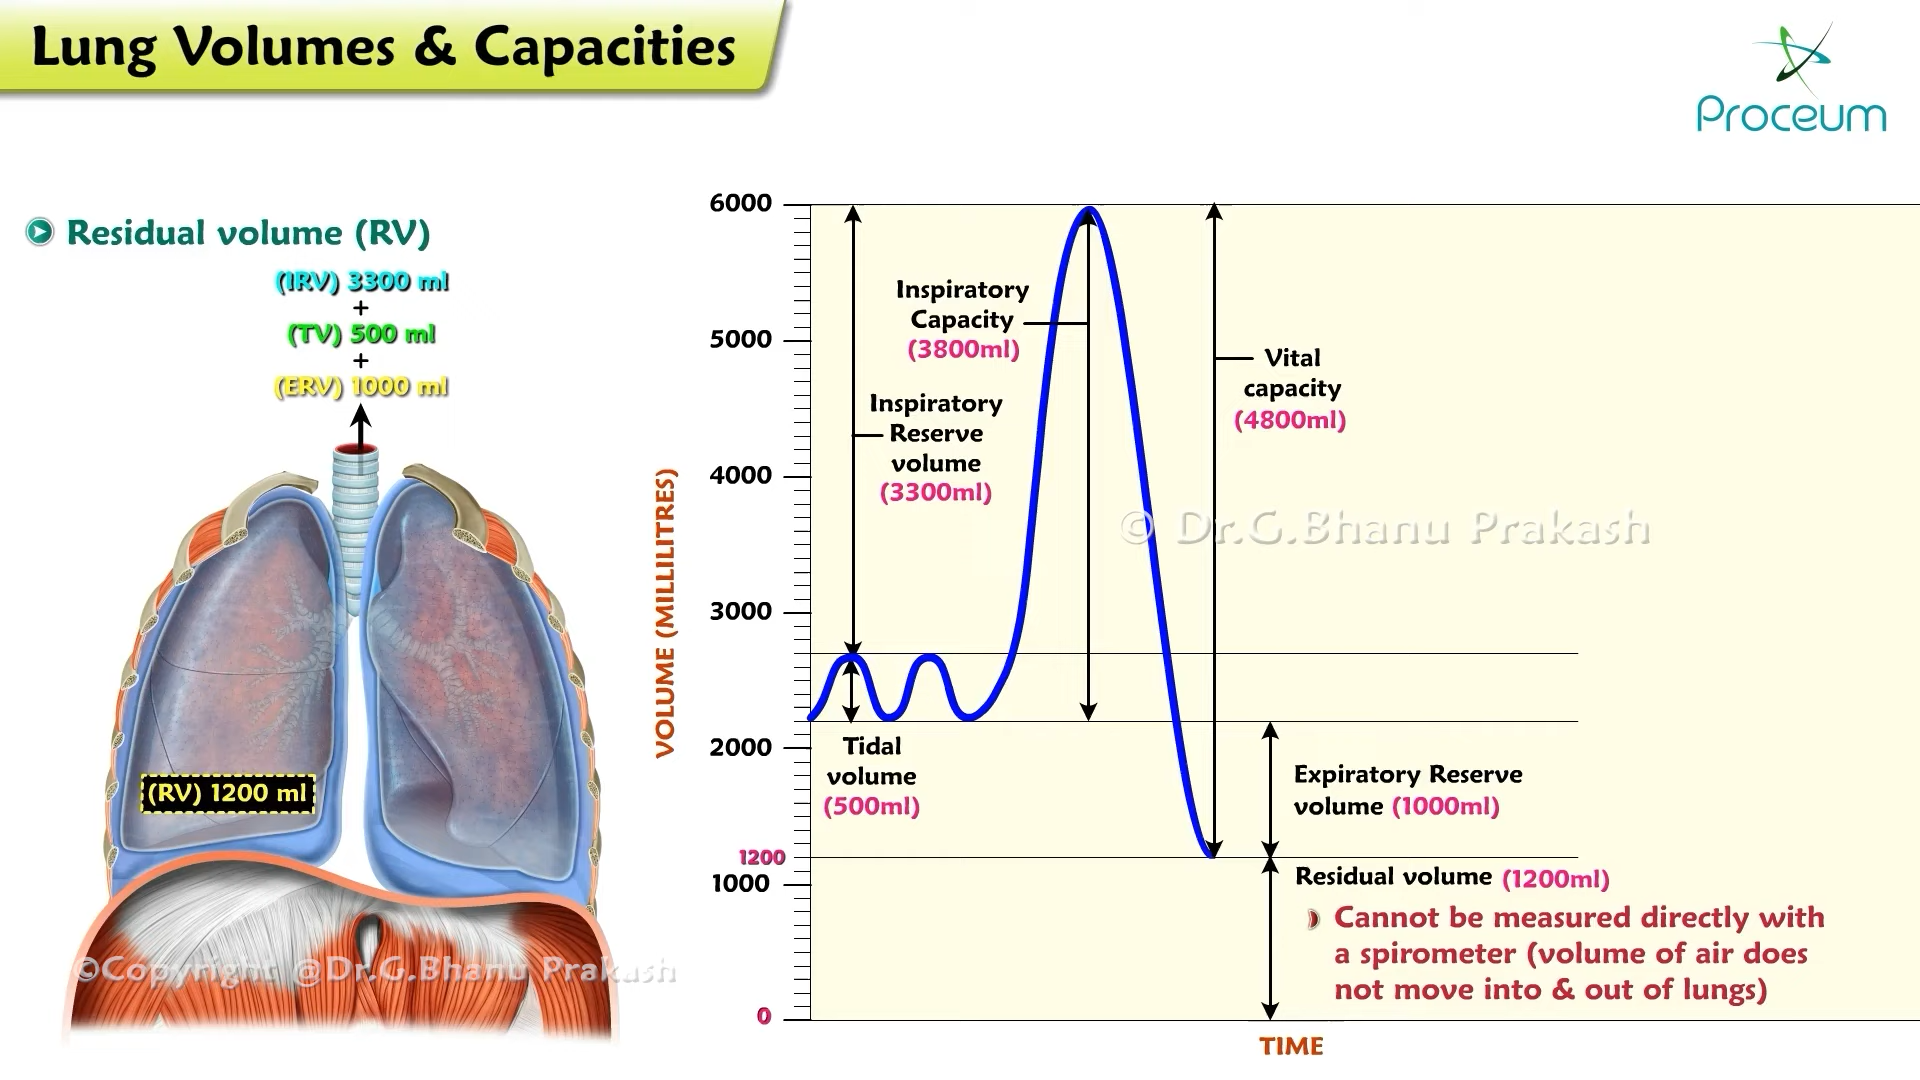 Lung Volumes & Capacities
Proceum
Residual volume (RV)
(IRV) 3300 ml
+
(TV) 500 ml
+
(ERV) 1000 ml
(RV) 1200 ml
©Copyright @Dr.G.Bhanu Prakash
VOLUME (MILLILITRES)
6000
5000
4000
3000
2000
1200
1000
0
Inspiratory
Capacity
(3800ml)
Inspiratory
Reserve
volume
(3300ml)
Vital
capacity
(4800ml)
© Dr.G.Bhanu Prakash
Tidal
volume
(500ml)
Expiratory Reserve
volume (1000ml)
Residual volume (1200ml)
Cannot be measured directly with
a spirometer (volume of air does
not move into & out of lungs)
TIME